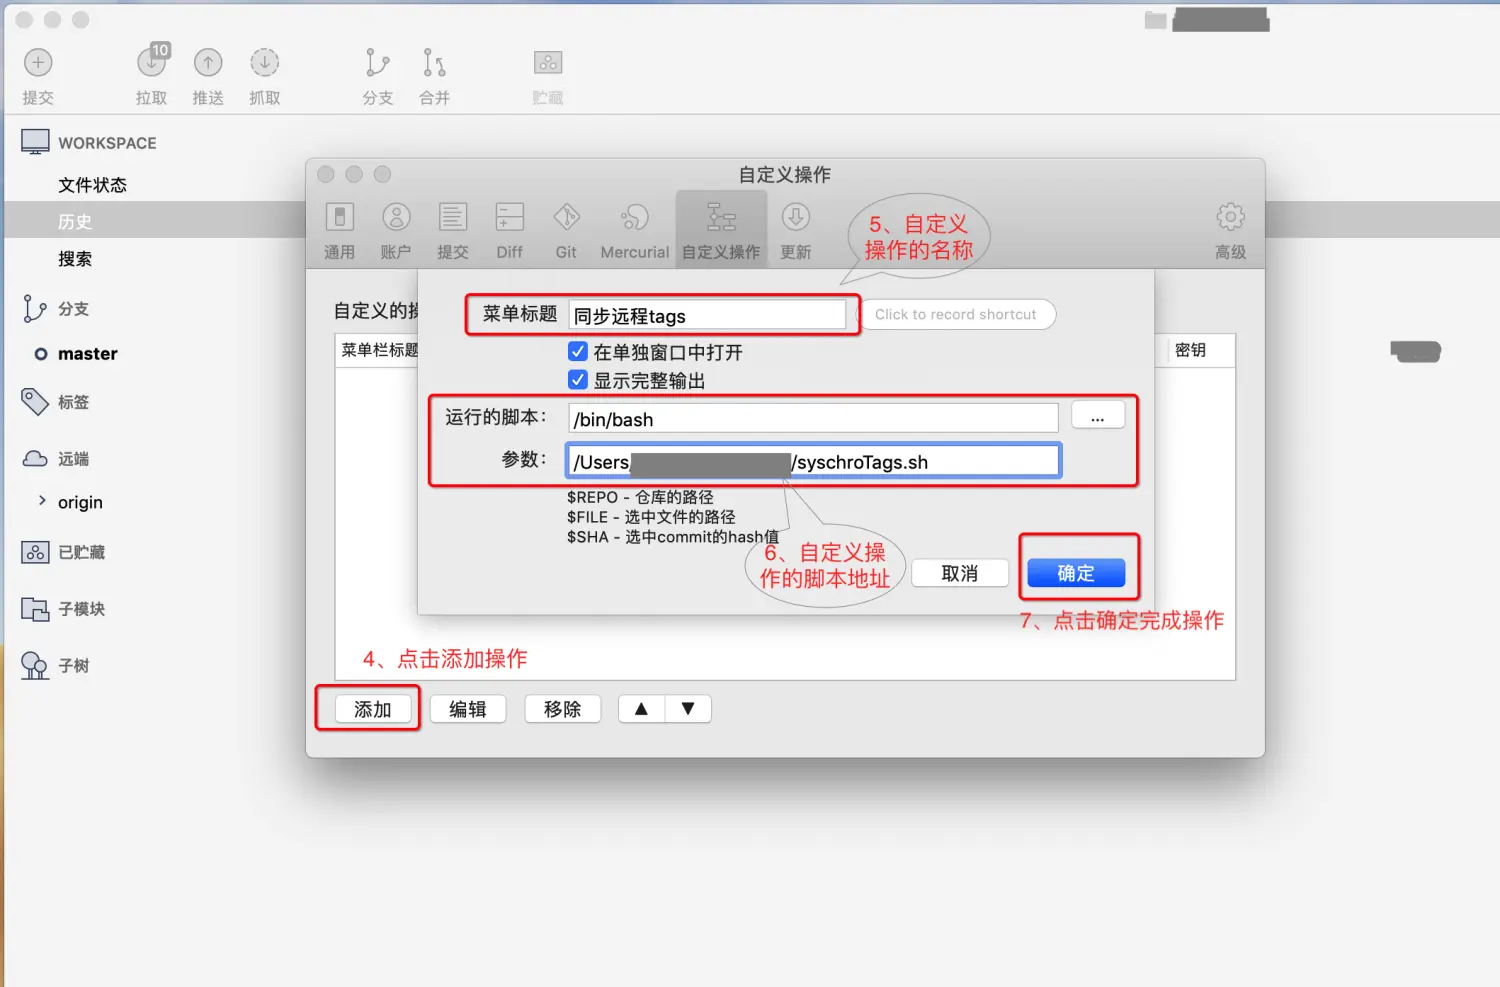 10
提交
拉取
推送
抓取
分支
合并
贮藏
WORKSPACE
文件状态
历史
搜索
分支
master
标签
远端
origin
已贮藏
子模块
子树
自定义操作
通用
账户
提交
Diff
Git
Mercurial
自定义操作
更新
高级
5、自定义
操作的名称
自定义的操
菜单标题
同步远程tags
Click to record shortcut
菜单栏标题
密钥
在单独窗口中打开
显示完整输出
运行的脚本：
/bin/bash
...
参数：
/Users/
/syschroTags.sh
$REPO - 仓库的路径
$FILE - 选中文件的路径
$SHA - 选中commit的hash值
6、自定义操
作的脚本地址
取消
确定
7、点击确定完成操作
4、点击添加操作
添加
编辑
移除